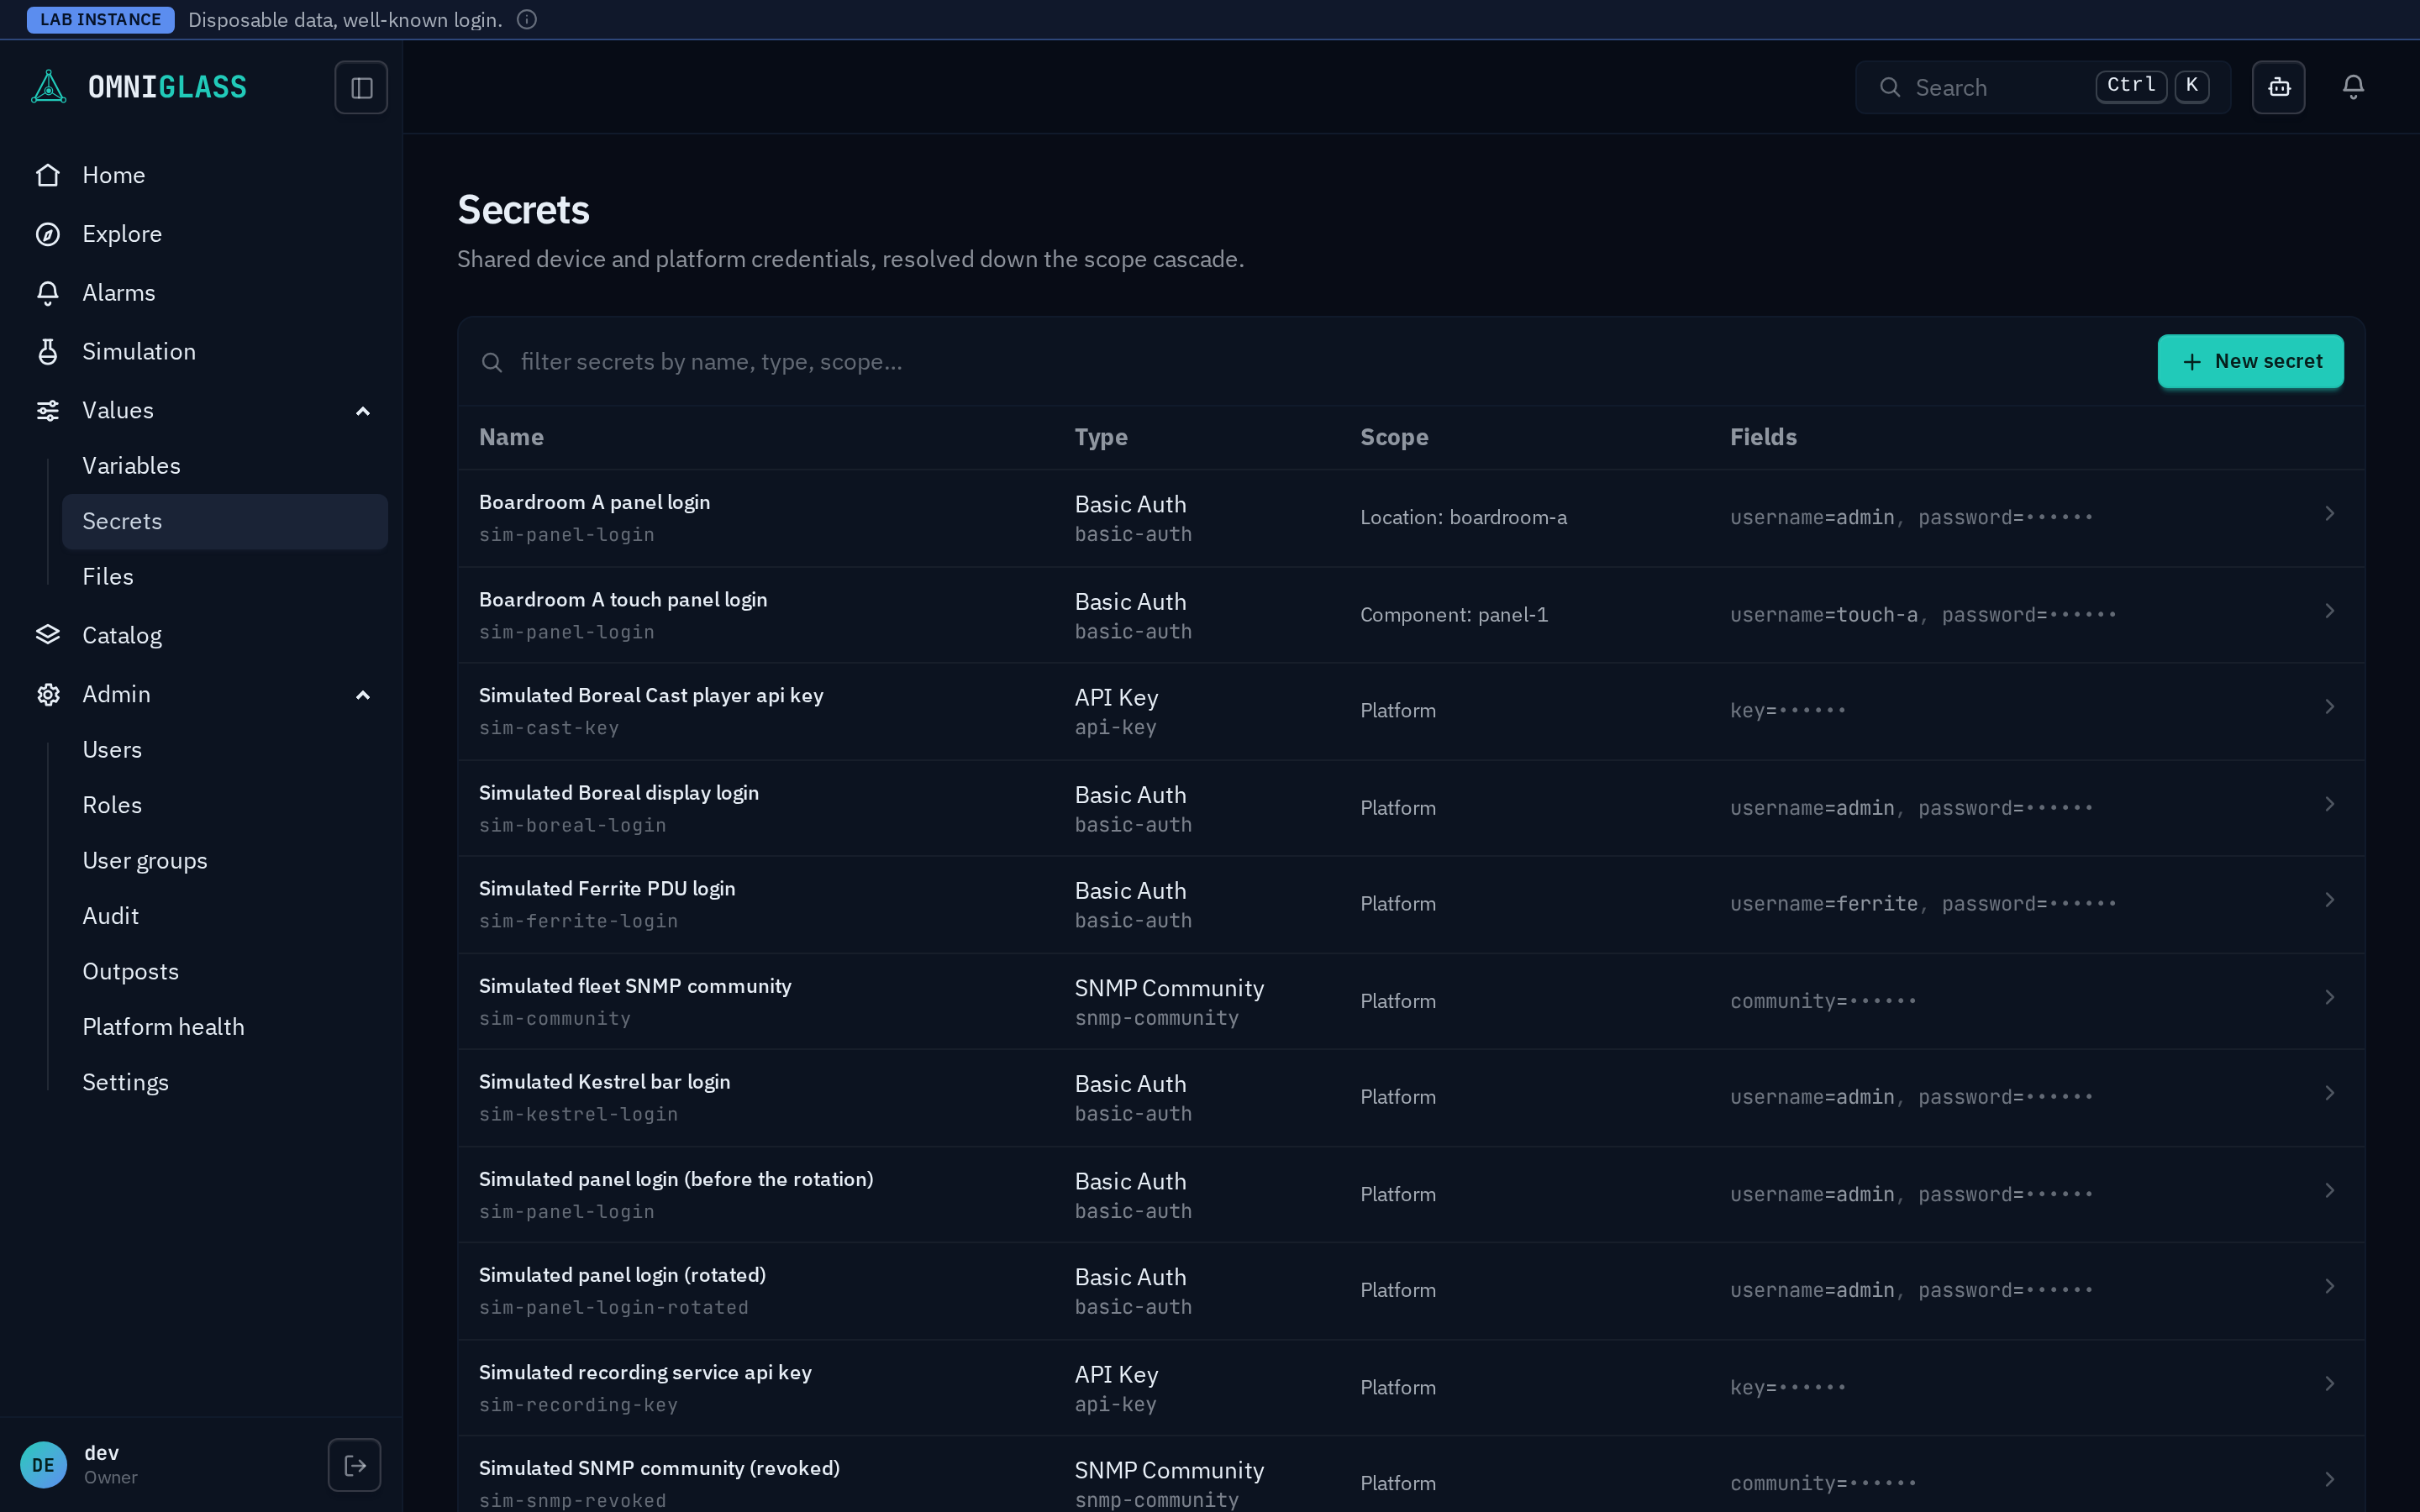 LAB INSTANCE Disposable data, well-known login.
OMNIGLASS
Search Ctrl K
Home
Explore
Alarms
Simulation
Values
Variables
Secrets
Files
Catalog
Admin
Users
Roles
User groups
Audit
Outposts
Platform health
Settings
DE dev
Owner
Secrets
Shared device and platform credentials, resolved down the scope cascade.
filter secrets by name, type, scope...
+ New secret
Name Type Scope Fields
Boardroom A panel login Basic Auth Location: boardroom-a username=admin, password=••••••
sim-panel-login basic-auth
Boardroom A touch panel login Basic Auth Component: panel-1 username=touch-a, password=••••••
sim-panel-login basic-auth
Simulated Boreal Cast player api key API Key Platform key=••••••
sim-cast-key api-key
Simulated Boreal display login Basic Auth Platform username=admin, password=••••••
sim-boreal-login basic-auth
Simulated Ferrite PDU login Basic Auth Platform username=ferrite, password=••••••
sim-ferrite-login basic-auth
Simulated fleet SNMP community SNMP Community Platform community=••••••
sim-community snmp-community
Simulated Kestrel bar login Basic Auth Platform username=admin, password=••••••
sim-kestrel-login basic-auth
Simulated panel login (before the rotation) Basic Auth Platform username=admin, password=••••••
sim-panel-login basic-auth
Simulated panel login (rotated) Basic Auth Platform username=admin, password=••••••
sim-panel-login-rotated basic-auth
Simulated recording service api key API Key Platform key=••••••
sim-recording-key api-key
Simulated SNMP community (revoked) SNMP Community Platform community=••••••
sim-snmp-revoked snmp-community